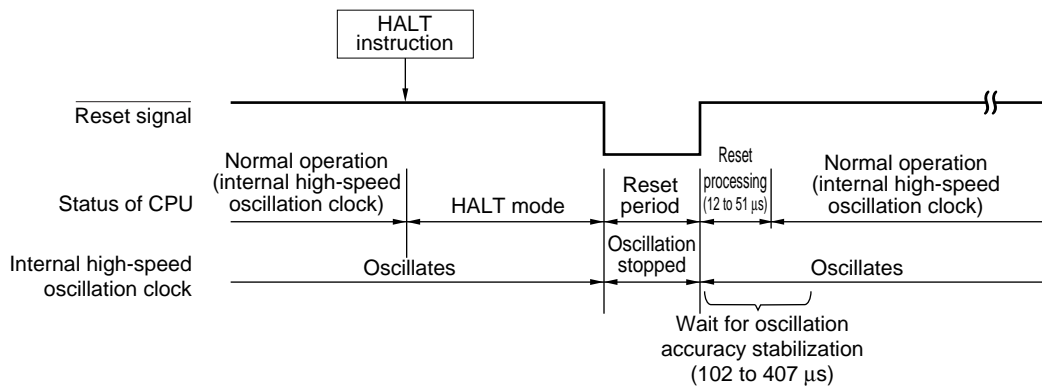 HALT
instruction
Reset signal
Status of CPU
Normal operation
(internal high-speed
oscillation clock)
HALT mode
Reset
period
Reset
processing
(12 to 51 μs)
Normal operation
(internal high-speed
oscillation clock)
Internal high-speed
oscillation clock
Oscillates
Oscillation
stopped
Oscillates
Wait for oscillation
accuracy stabilization
(102 to 407 μs)